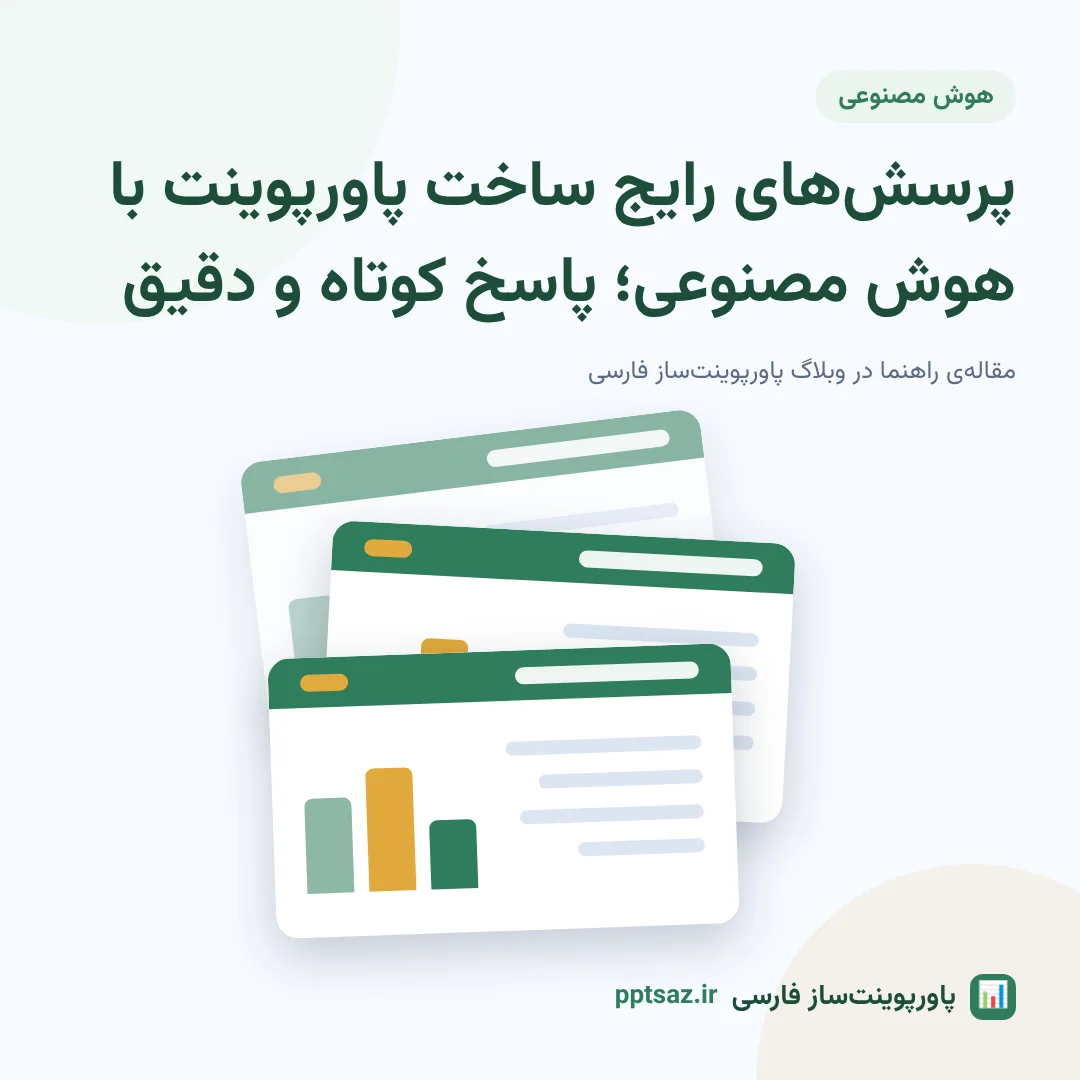 هوش مصنوعی
پرسش‌های رایج ساخت پاورپوینت با
هوش مصنوعی؛ پاسخ کوتاه و دقیق
مقاله‌ی راهنما در وبلاگ پاورپوینت‌ساز فارسی
پاورپوینت‌ساز فارسی pptsaz.ir